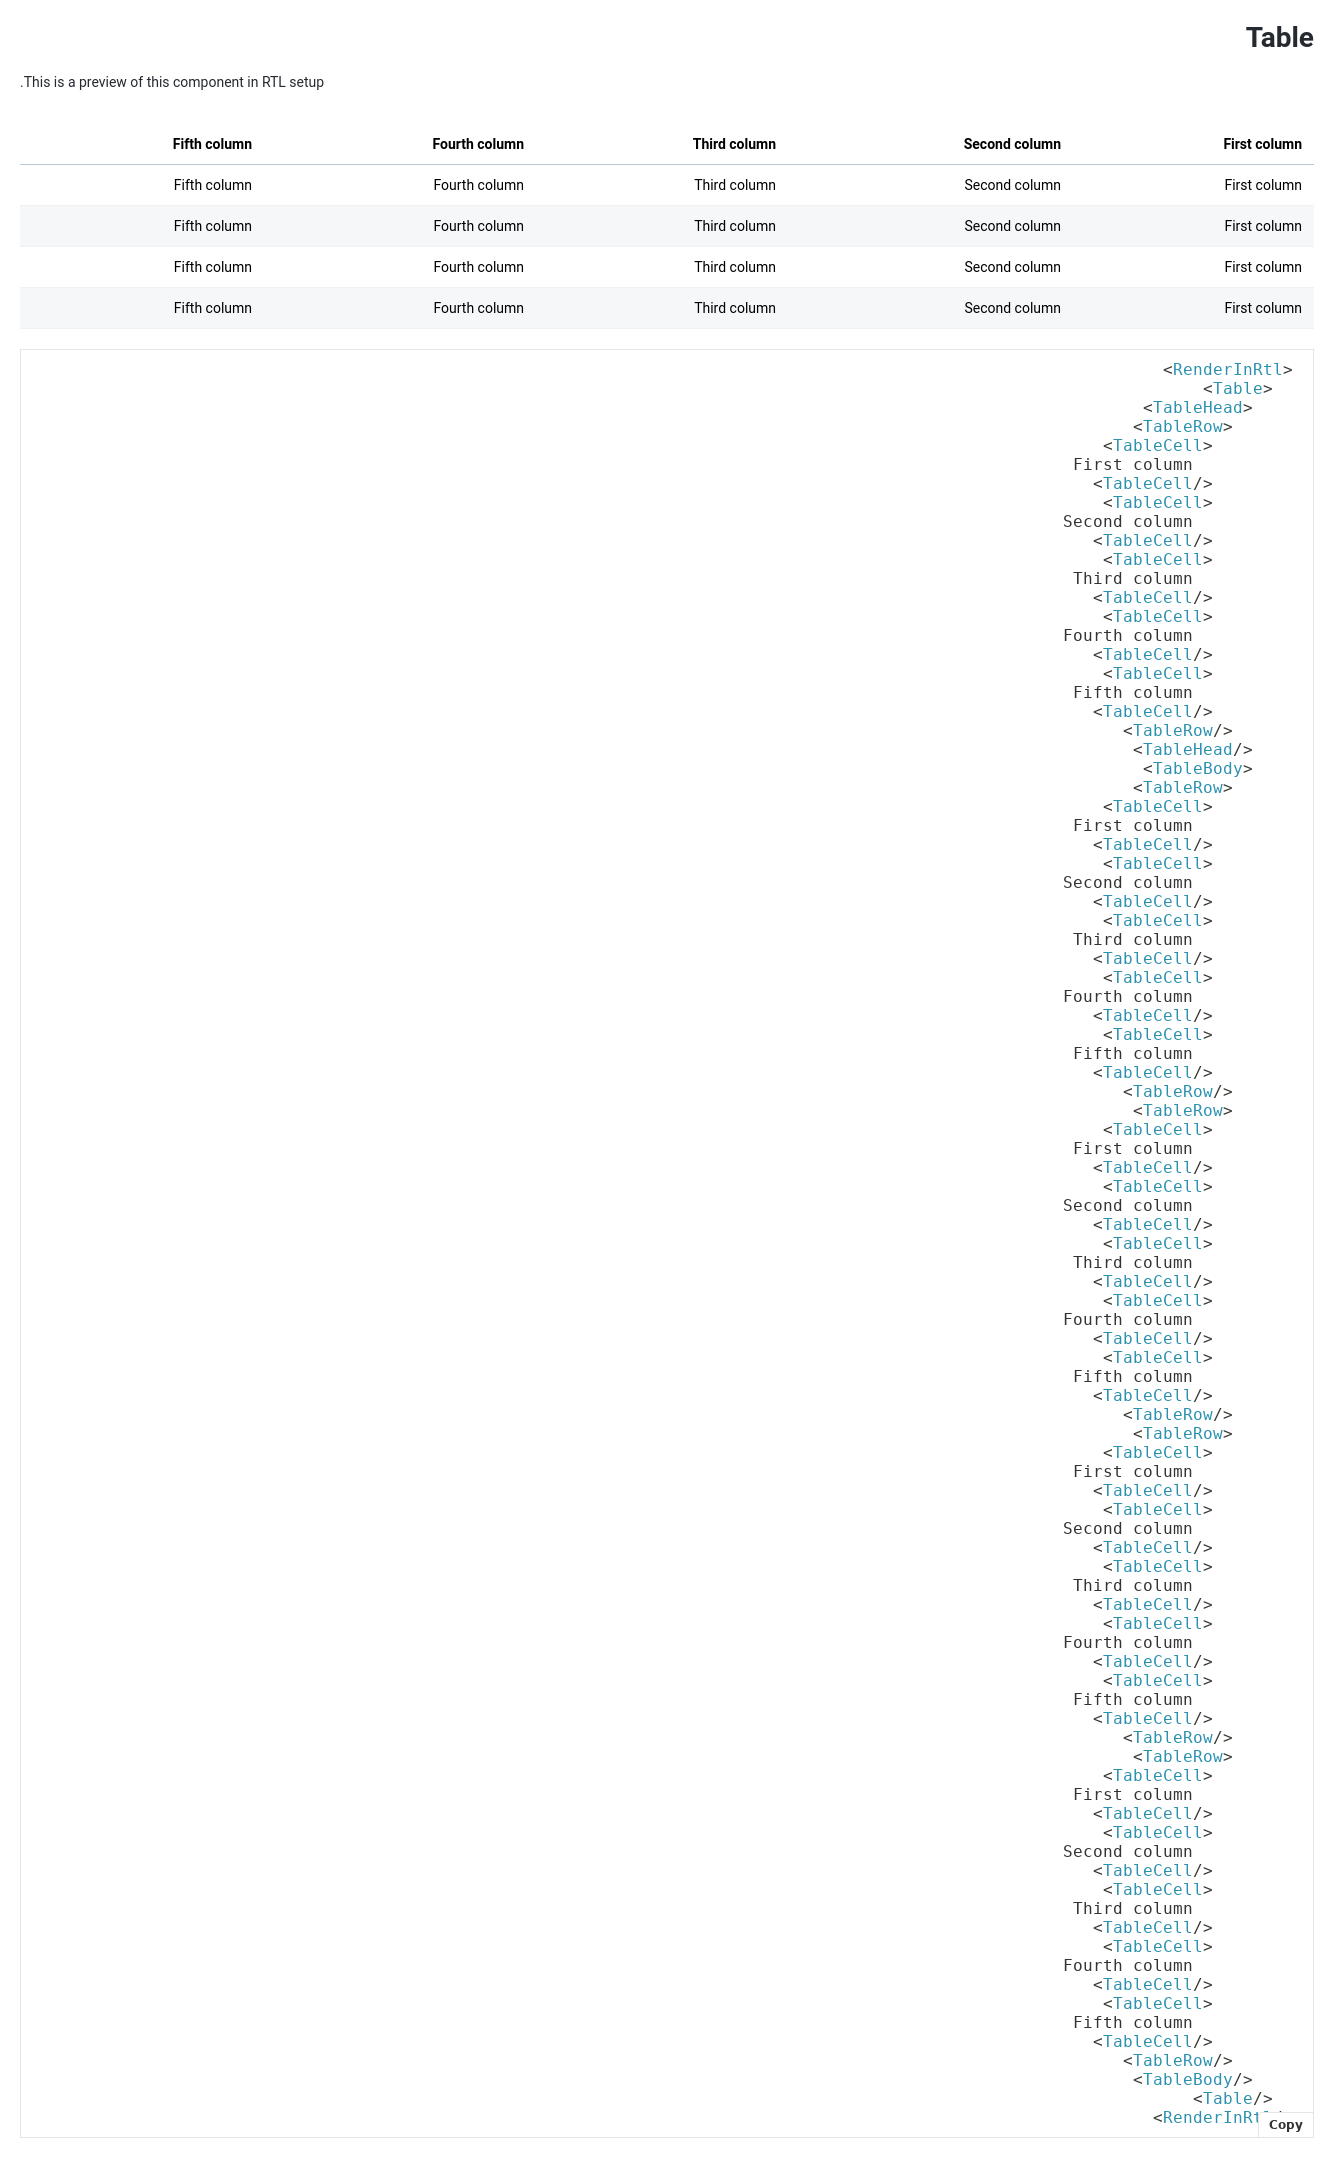 Table
.This is a preview of this component in RTL setup
Fifth column Fourth column Third column Second column First column
Fifth column Fourth column Third column Second column First column
Fifth column Fourth column Third column Second column First column
Fifth column Fourth column Third column Second column First column
Fifth column Fourth column Third column Second column First column
<RenderInRtl>
<Table>
<TableHead>
<TableRow>
<TableCell>
First column
<TableCell/>
<TableCell>
Second column
<TableCell/>
<TableCell>
Third column
<TableCell/>
<TableCell>
Fourth column
<TableCell/>
<TableCell>
Fifth column
<TableCell/>
<TableRow/>
<TableHead/>
<TableBody>
<TableRow>
<TableCell>
First column
<TableCell/>
<TableCell>
Second column
<TableCell/>
<TableCell>
Third column
<TableCell/>
<TableCell>
Fourth column
<TableCell/>
<TableCell>
Fifth column
<TableCell/>
<TableRow/>
<TableRow>
<TableCell>
First column
<TableCell/>
<TableCell>
Second column
<TableCell/>
<TableCell>
Third column
<TableCell/>
<TableCell>
Fourth column
<TableCell/>
<TableCell>
Fifth column
<TableCell/>
<TableRow/>
<TableRow>
<TableCell>
First column
<TableCell/>
<TableCell>
Second column
<TableCell/>
<TableCell>
Third column
<TableCell/>
<TableCell>
Fourth column
<TableCell/>
<TableCell>
Fifth column
<TableCell/>
<TableRow/>
<TableRow>
<TableCell>
First column
<TableCell/>
<TableCell>
Second column
<TableCell/>
<TableCell>
Third column
<TableCell/>
<TableCell>
Fourth column
<TableCell/>
<TableCell>
Fifth column
<TableCell/>
<TableRow/>
<TableBody/>
<Table/>
<RenderInRt
Copy